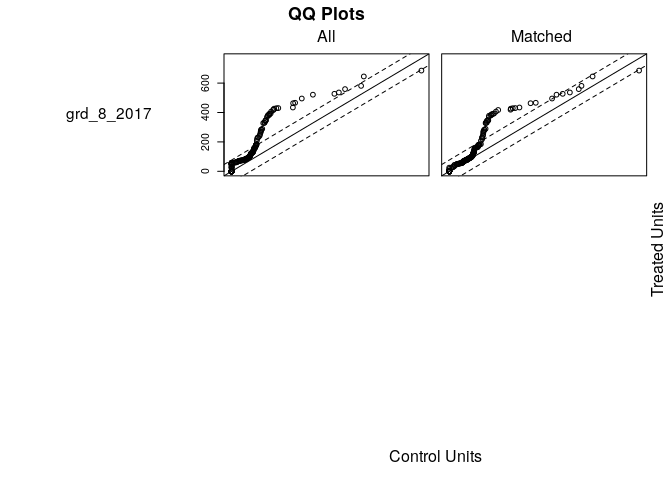 QQ Plots
All Matched
grd_8_2017
600
400
200
0
Treated Units
Control Units